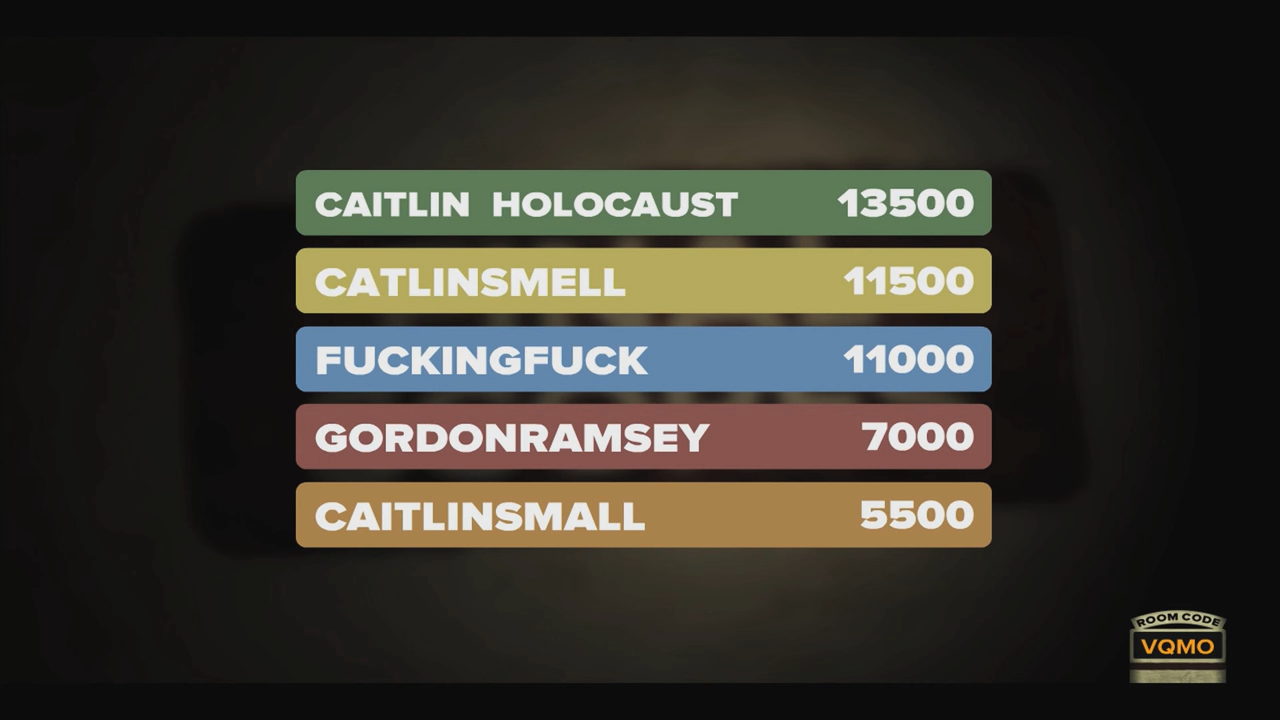 CAITLIN HOLOCAUST 13500
CATLINSMELL 11500
FUCKINGFUCK 11000
GORDONRAMSEY 7000
CAITLINSMALL 5500
ROOM CODE
VQMO